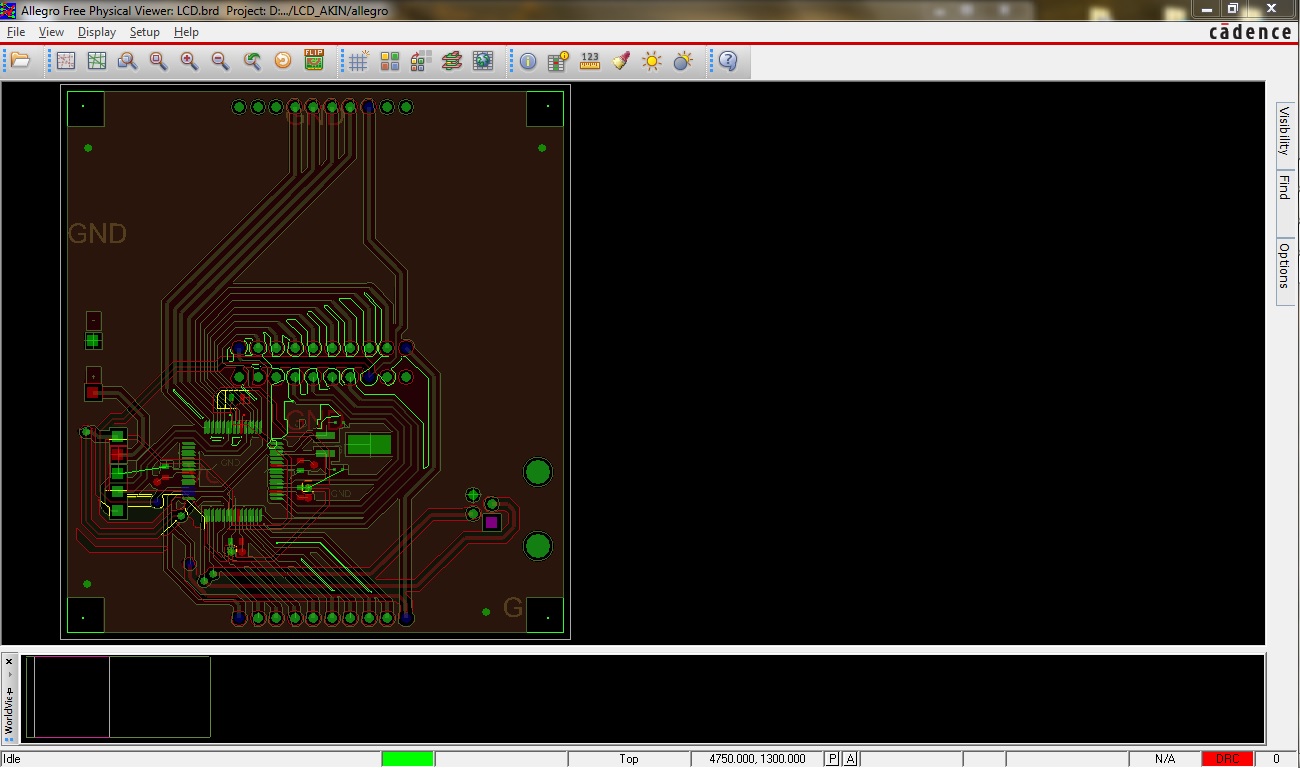 Allegro Free Physical Viewer: LCD.brd Project: D:.../LCD_AKIN/allegro
File View Display Setup Help
cādence
FLIP
123
GND
GND
GND
GND
GND
G
Visibility
Find
Options
WorldView
Idle
Top
4750.000, 1300.000
P
A
N/A
DRC
0